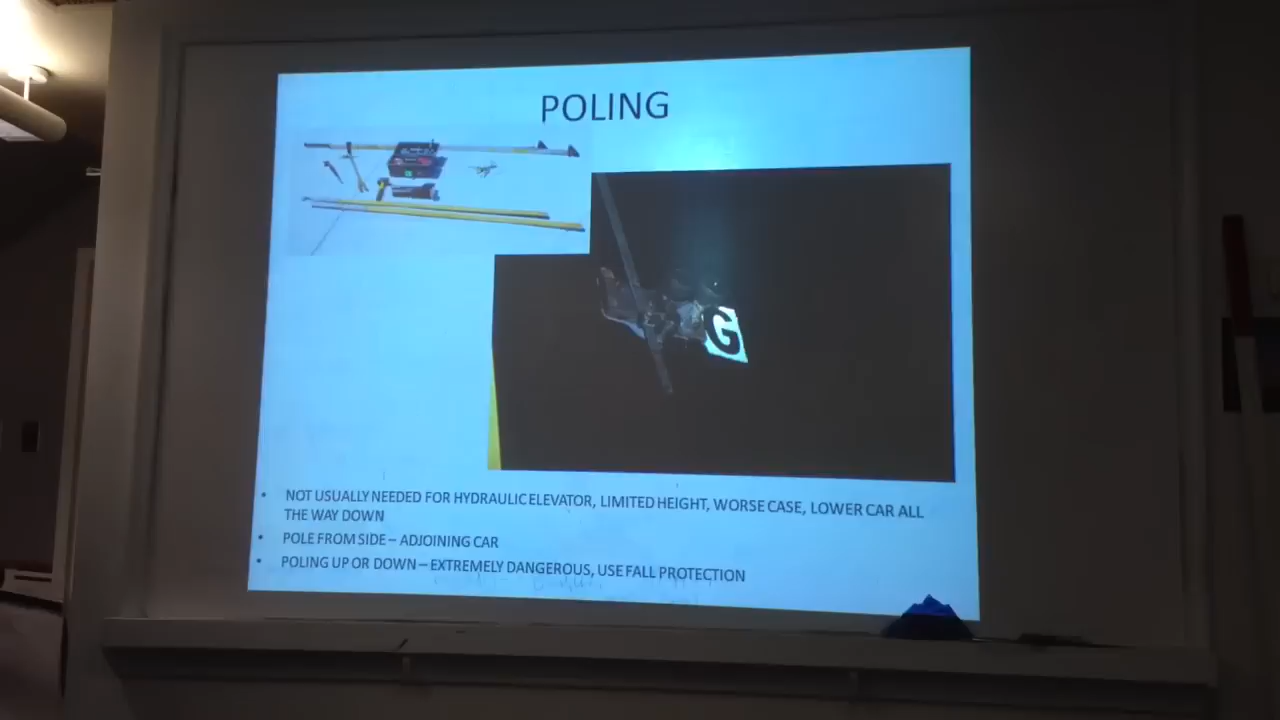 POLING
G
• NOT USUALLY NEEDED FOR HYDRAULIC ELEVATOR, LIMITED HEIGHT, WORSE CASE, LOWER CAR ALL
THE WAY DOWN
• POLE FROM SIDE – ADJOINING CAR
• POLING UP OR DOWN – EXTREMELY DANGEROUS, USE FALL PROTECTION